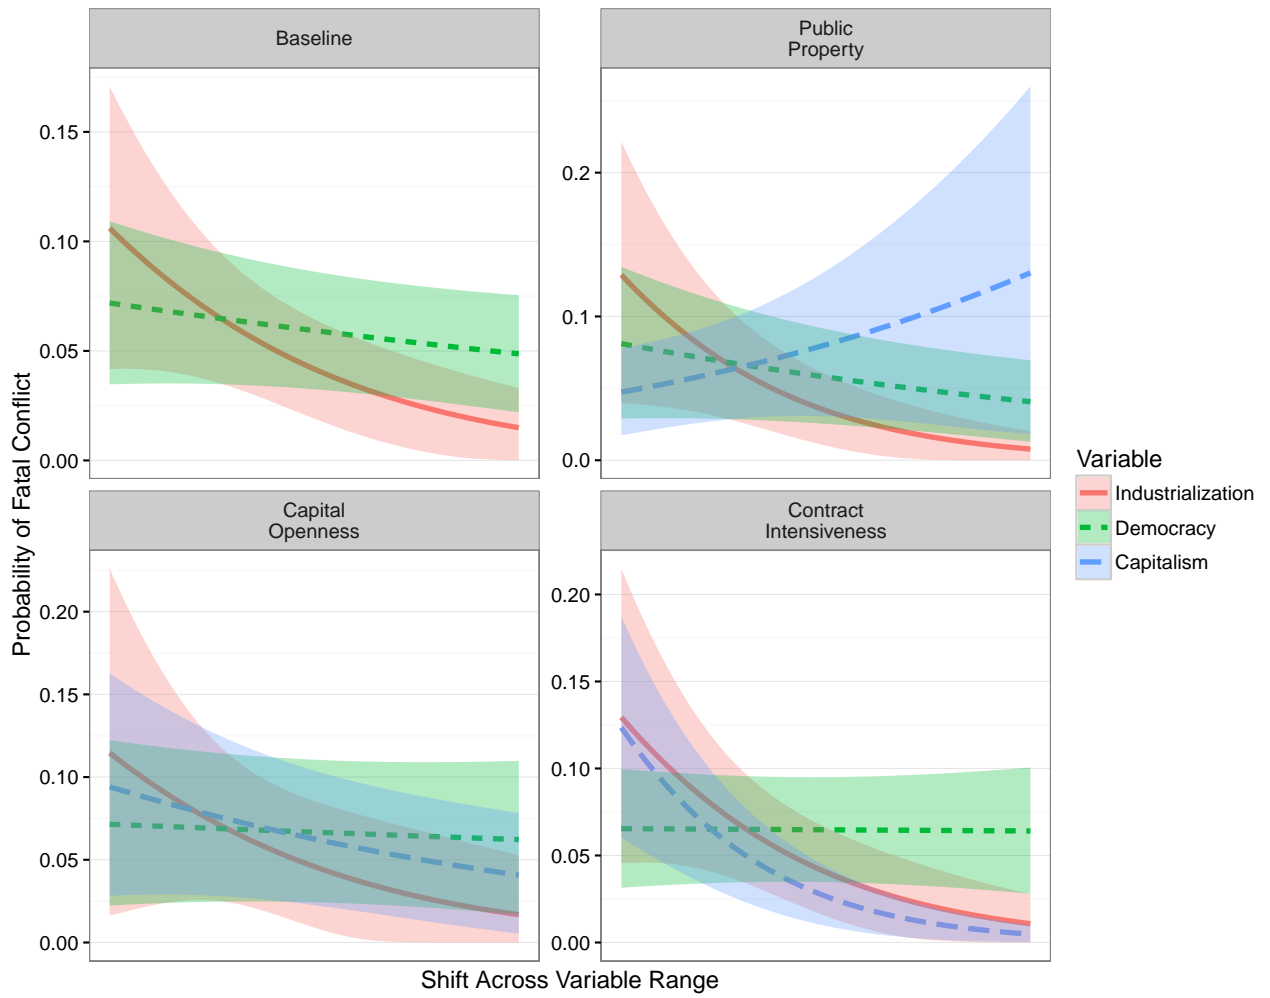 Baseline
Public
Property
0.15
0.10
0.05
0.00
0.2
0.1
0.0
Capital
Openness
Contract
Intensiveness
0.20
0.15
0.10
0.05
0.00
0.20
0.15
0.10
0.05
0.00
Probability of Fatal Conflict
Shift Across Variable Range
Variable
Industrialization
Democracy
Capitalism